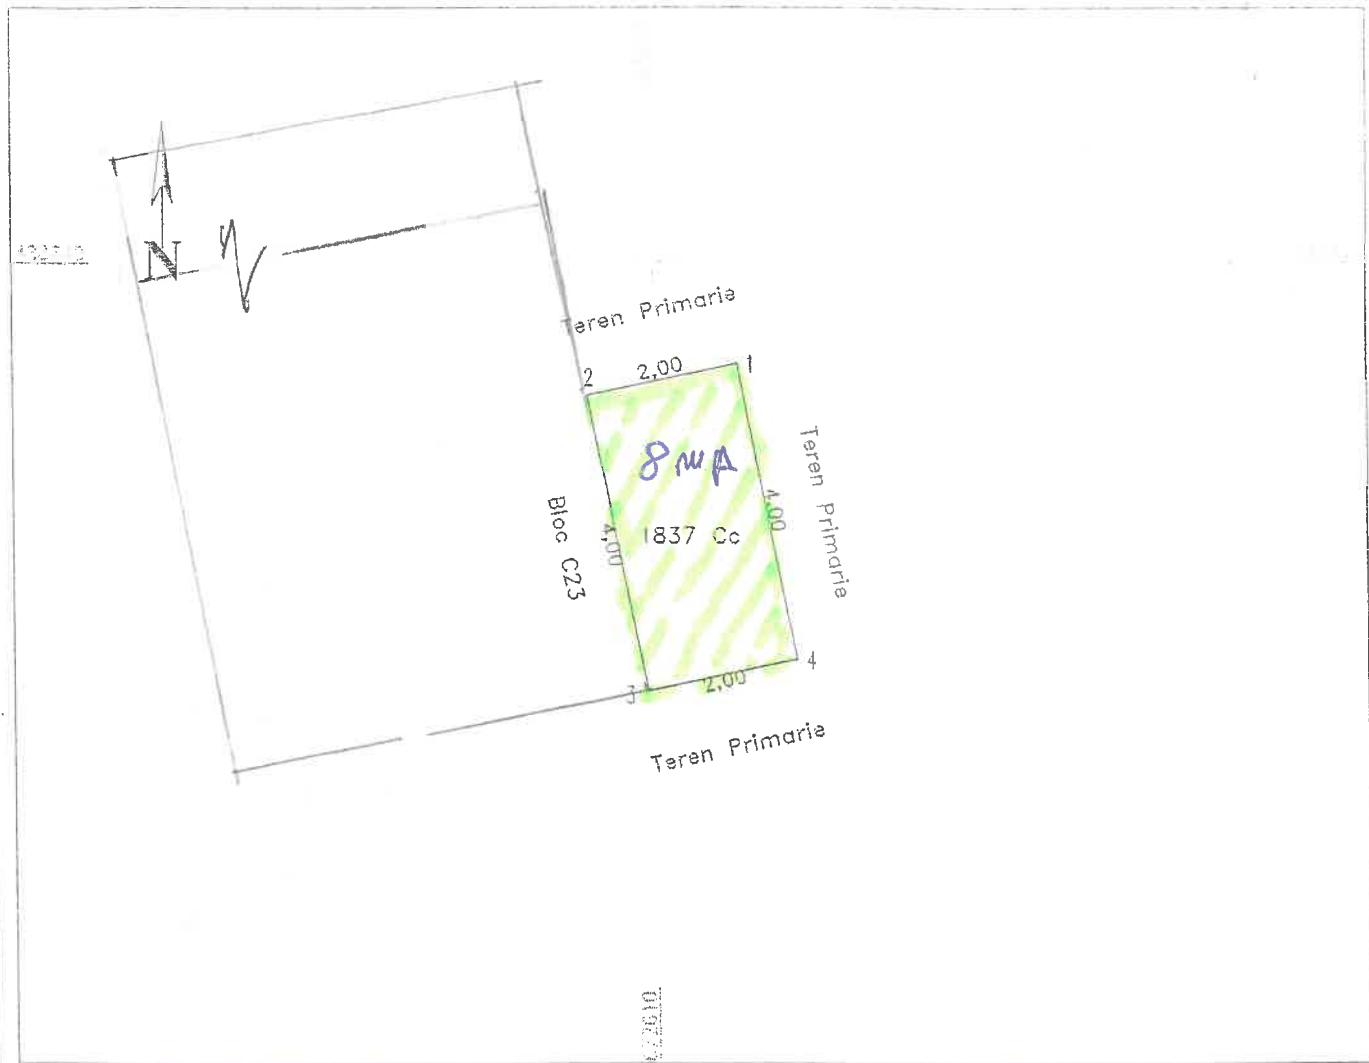 N
Teren Primarie
2,00
2
1
8 mp
Teren Primarie
4,00
Bloc C23
4,00
1837 Cc
3
2,00
4
Teren Primarie